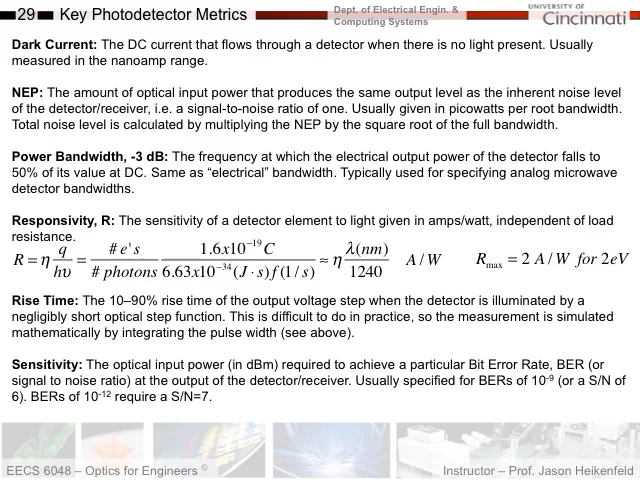 29 Key Photodetector Metrics
Dept. of Electrical Engin. &
Computing Systems
UNIVERSITY OF
Cincinnati
Dark Current: The DC current that flows through a detector when there is no light present. Usually
measured in the nanoamp range.
NEP: The amount of optical input power that produces the same output level as the inherent noise level
of the detector/receiver, i.e. a signal-to-noise ratio of one. Usually given in picowatts per root bandwidth.
Total noise level is calculated by multiplying the NEP by the square root of the full bandwidth.
Power Bandwidth, -3 dB: The frequency at which the electrical output power of the detector falls to
50% of its value at DC. Same as “electrical” bandwidth. Typically used for specifying analog microwave
detector bandwidths.
Responsivity, R: The sensitivity of a detector element to light given in amps/watt, independent of load
resistance.
R = η q/hυ = # e's/# photons 1.6x10⁻¹⁹ C/6.63x10⁻³⁴ (J · s) f (1/s) ≈ η λ(nm)/1240 A/W R_max = 2 A/W for 2eV
Rise Time: The 10–90% rise time of the output voltage step when the detector is illuminated by a
negligibly short optical step function. This is difficult to do in practice, so the measurement is simulated
mathematically by integrating the pulse width (see above).
Sensitivity: The optical input power (in dBm) required to achieve a particular Bit Error Rate, BER (or
signal to noise ratio) at the output of the detector/receiver. Usually specified for BERs of 10⁻⁹ (or a S/N of
6). BERs of 10⁻¹² require a S/N=7.
EECS 6048 – Optics for Engineers ©
Instructor – Prof. Jason Heikenfeld